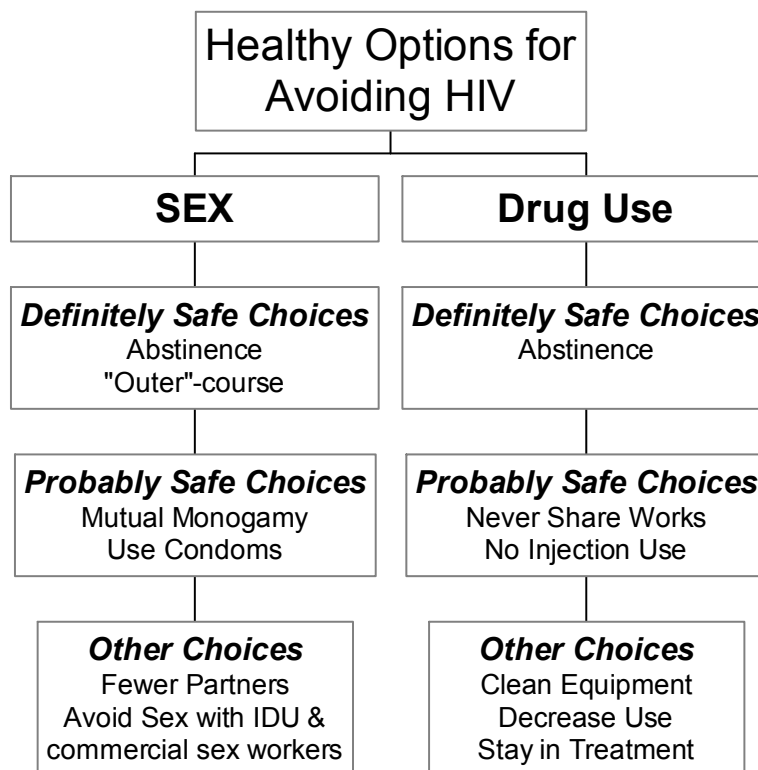 Healthy Options for
Avoiding HIV
SEX
Definitely Safe Choices
Abstinence
"Outer"-course
Probably Safe Choices
Mutual Monogamy
Use Condoms
Other Choices
Fewer Partners
Avoid Sex with IDU &
commercial sex workers
Drug Use
Definitely Safe Choices
Abstinence
Probably Safe Choices
Never Share Works
No Injection Use
Other Choices
Clean Equipment
Decrease Use
Stay in Treatment